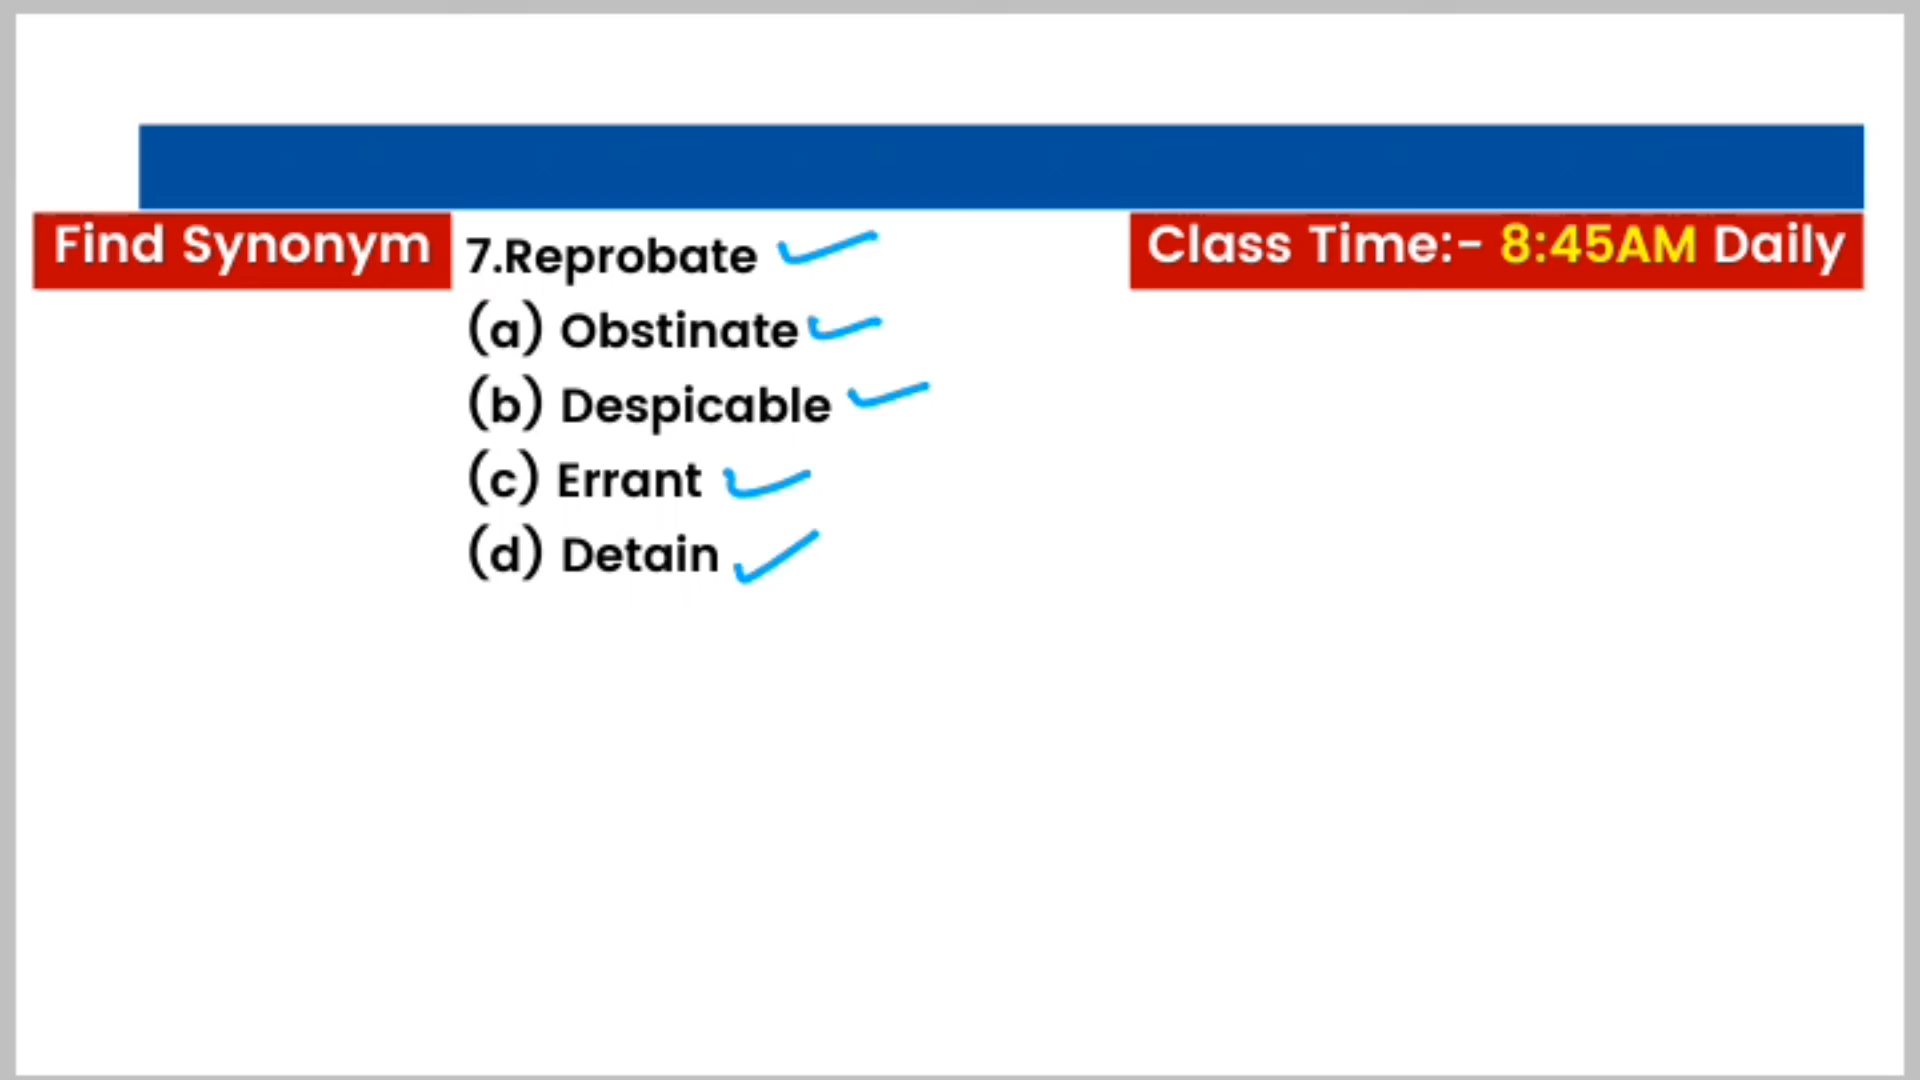 Find Synonym
7.Reprobate
Class Time:- 8:45AM Daily
(a) Obstinate
(b) Despicable
(c) Errant
(d) Detain